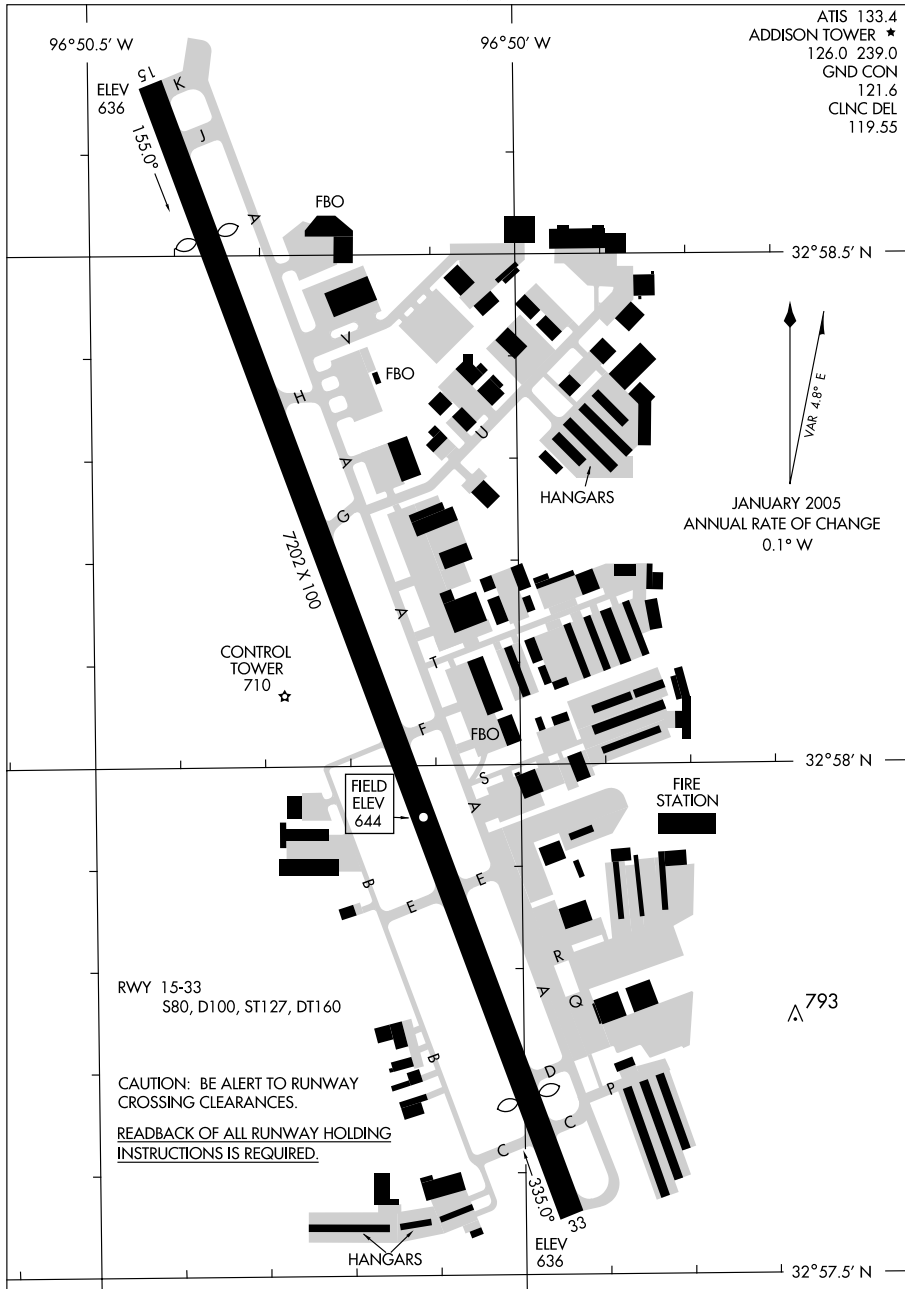 ATIS 133.4
ADDISON TOWER
126.0 239.0
GND CON
121.6
CLNC DEL
119.55
96°50.5' W
96°50' W
15
ELEV
636
K
J
155.0°
A
FBO
32°58.5' N
V
FBO
H
VAR 4.8° E
A
U
HANGARS
G
JANUARY 2005
ANNUAL RATE OF CHANGE
0.1° W
7202 X 100
A
CONTROL
TOWER
710
T
F
FBO
32°58' N
S
FIELD
ELEV
644
A
FIRE
STATION
B
E
E
R
RWY 15-33
S80, D100, ST127, DT160
A
Q
793
B
D
P
CAUTION: BE ALERT TO RUNWAY
CROSSING CLEARANCES.
C
C
READBACK OF ALL RUNWAY HOLDING
INSTRUCTIONS IS REQUIRED.
335.0°
33
ELEV
636
HANGARS
32°57.5' N